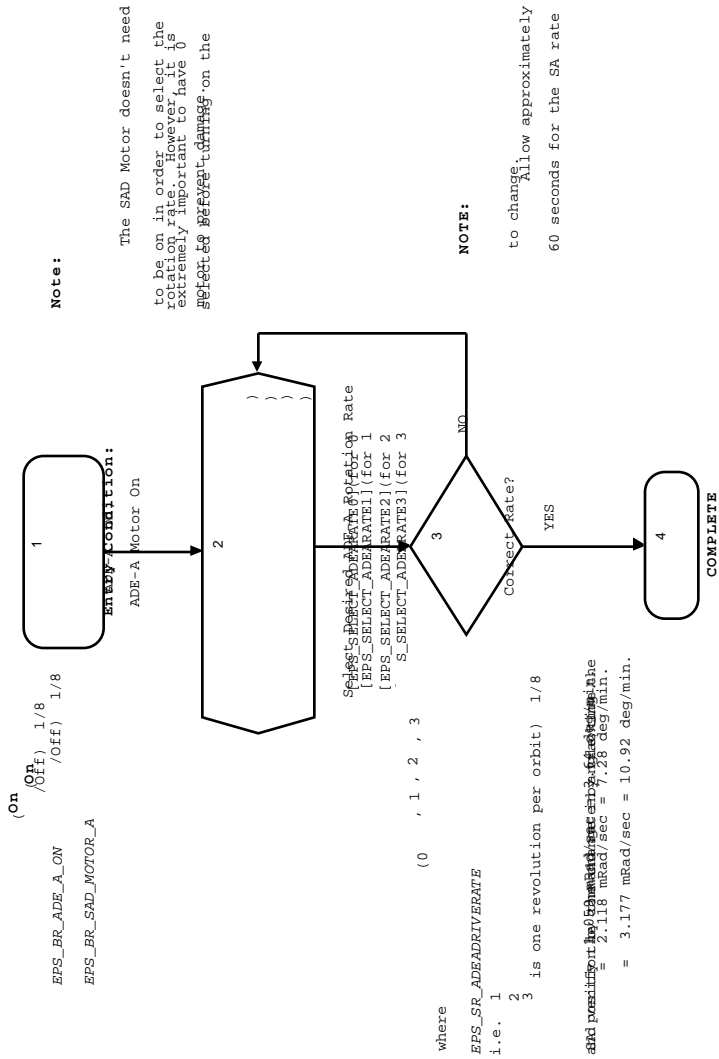 Note:
The SAD Motor doesn't need
to be on in order to select the
rotation rate. However, it is
extremely important to have 0
selected before turning on the
motor to prevent damage.
(On
(On
/Off) 1/8
/Off) 1/8
EPS_BR_ADE_A_ON
EPS_BR_SAD_MOTOR_A
1
Entry Condition:
ADE-A Motor On
2
)
)
)
)
Select Desired ADE-A Rotation Rate
[EPS_SELECT_ADEARATE0](for 0
[EPS_SELECT_ADEARATE1](for 1
[EPS_SELECT_ADEARATE2](for 2
S_SELECT_ADEARATE3](for 3
NOTE:
Allow approximately
60 seconds for the SA rate
to change.
(0 , 1 , 2 , 3
where
EPS_SR_ADEADRIVERATE
i.e. 1
2
3
is one revolution per orbit) 1/8
= 2.118 mRad/sec = 7.28 deg/min.
= 3.177 mRad/sec = 10.92 deg/min.
3
Correct Rate?
NO
YES
4
COMPLETE